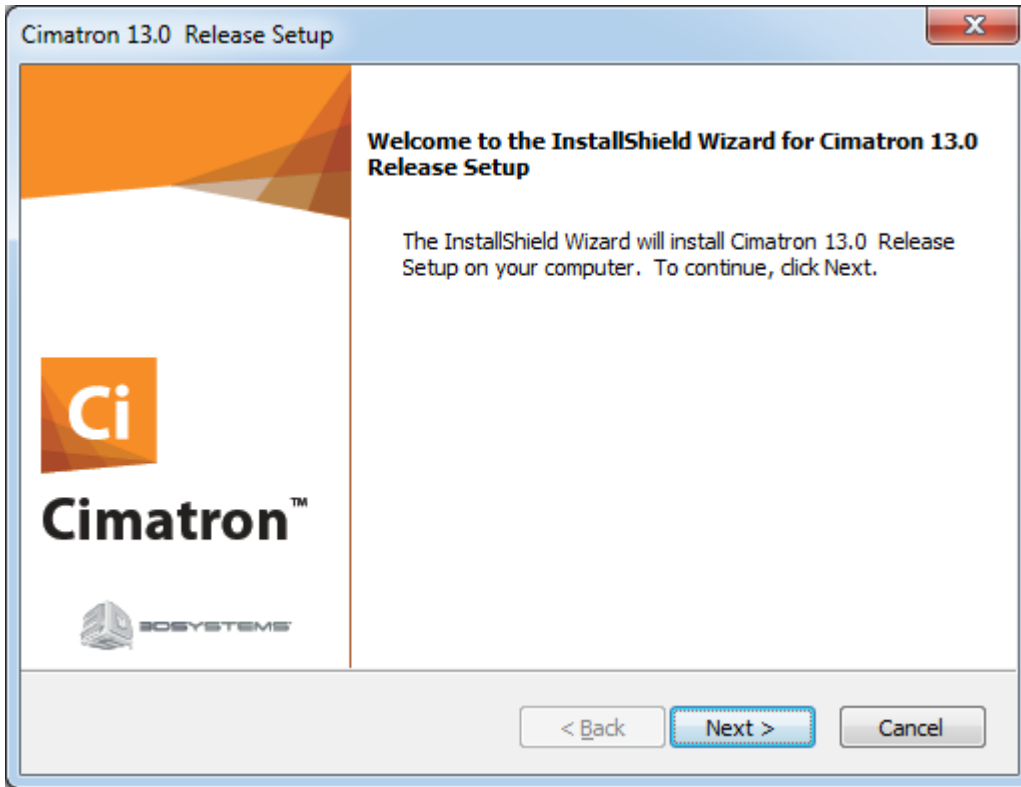 Cimatron 13.0 Release Setup
Welcome to the InstallShield Wizard for Cimatron 13.0
Release Setup
The InstallShield Wizard will install Cimatron 13.0 Release
Setup on your computer. To continue, click Next.
Ci
Cimatron™
3DSYSTEMS
< Back
Next >
Cancel